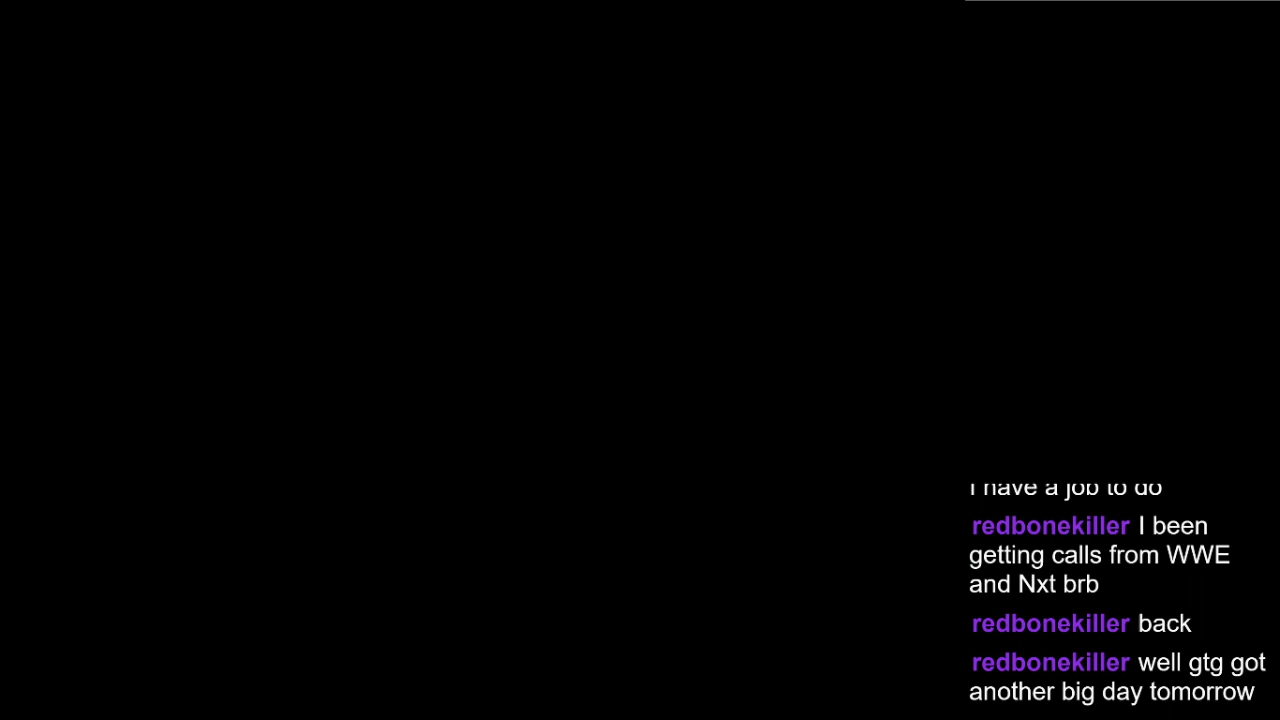 I have a job to do
redbonekiller I been
getting calls from WWE
and Nxt brb
redbonekiller back
redbonekiller well gtg got
another big day tomorrow